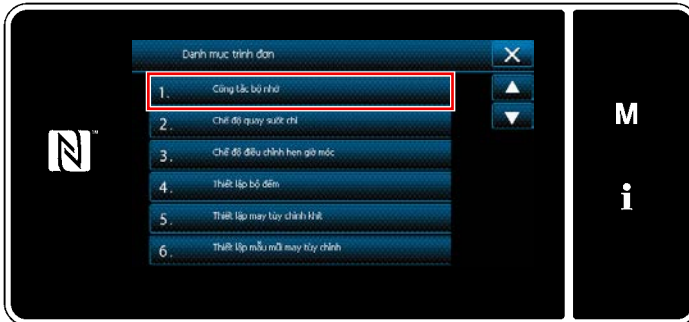 Danh mục trình đơn
1. Công tắc bộ nhớ
2. Chế độ quay suốt chỉ
3. Chế độ điều chỉnh hẹn giờ móc
4. Thiết lập bộ đếm
5. Thiết lập may tùy chỉnh khít
6. Thiết lập mẫu mũi may tùy chỉnh
M
i